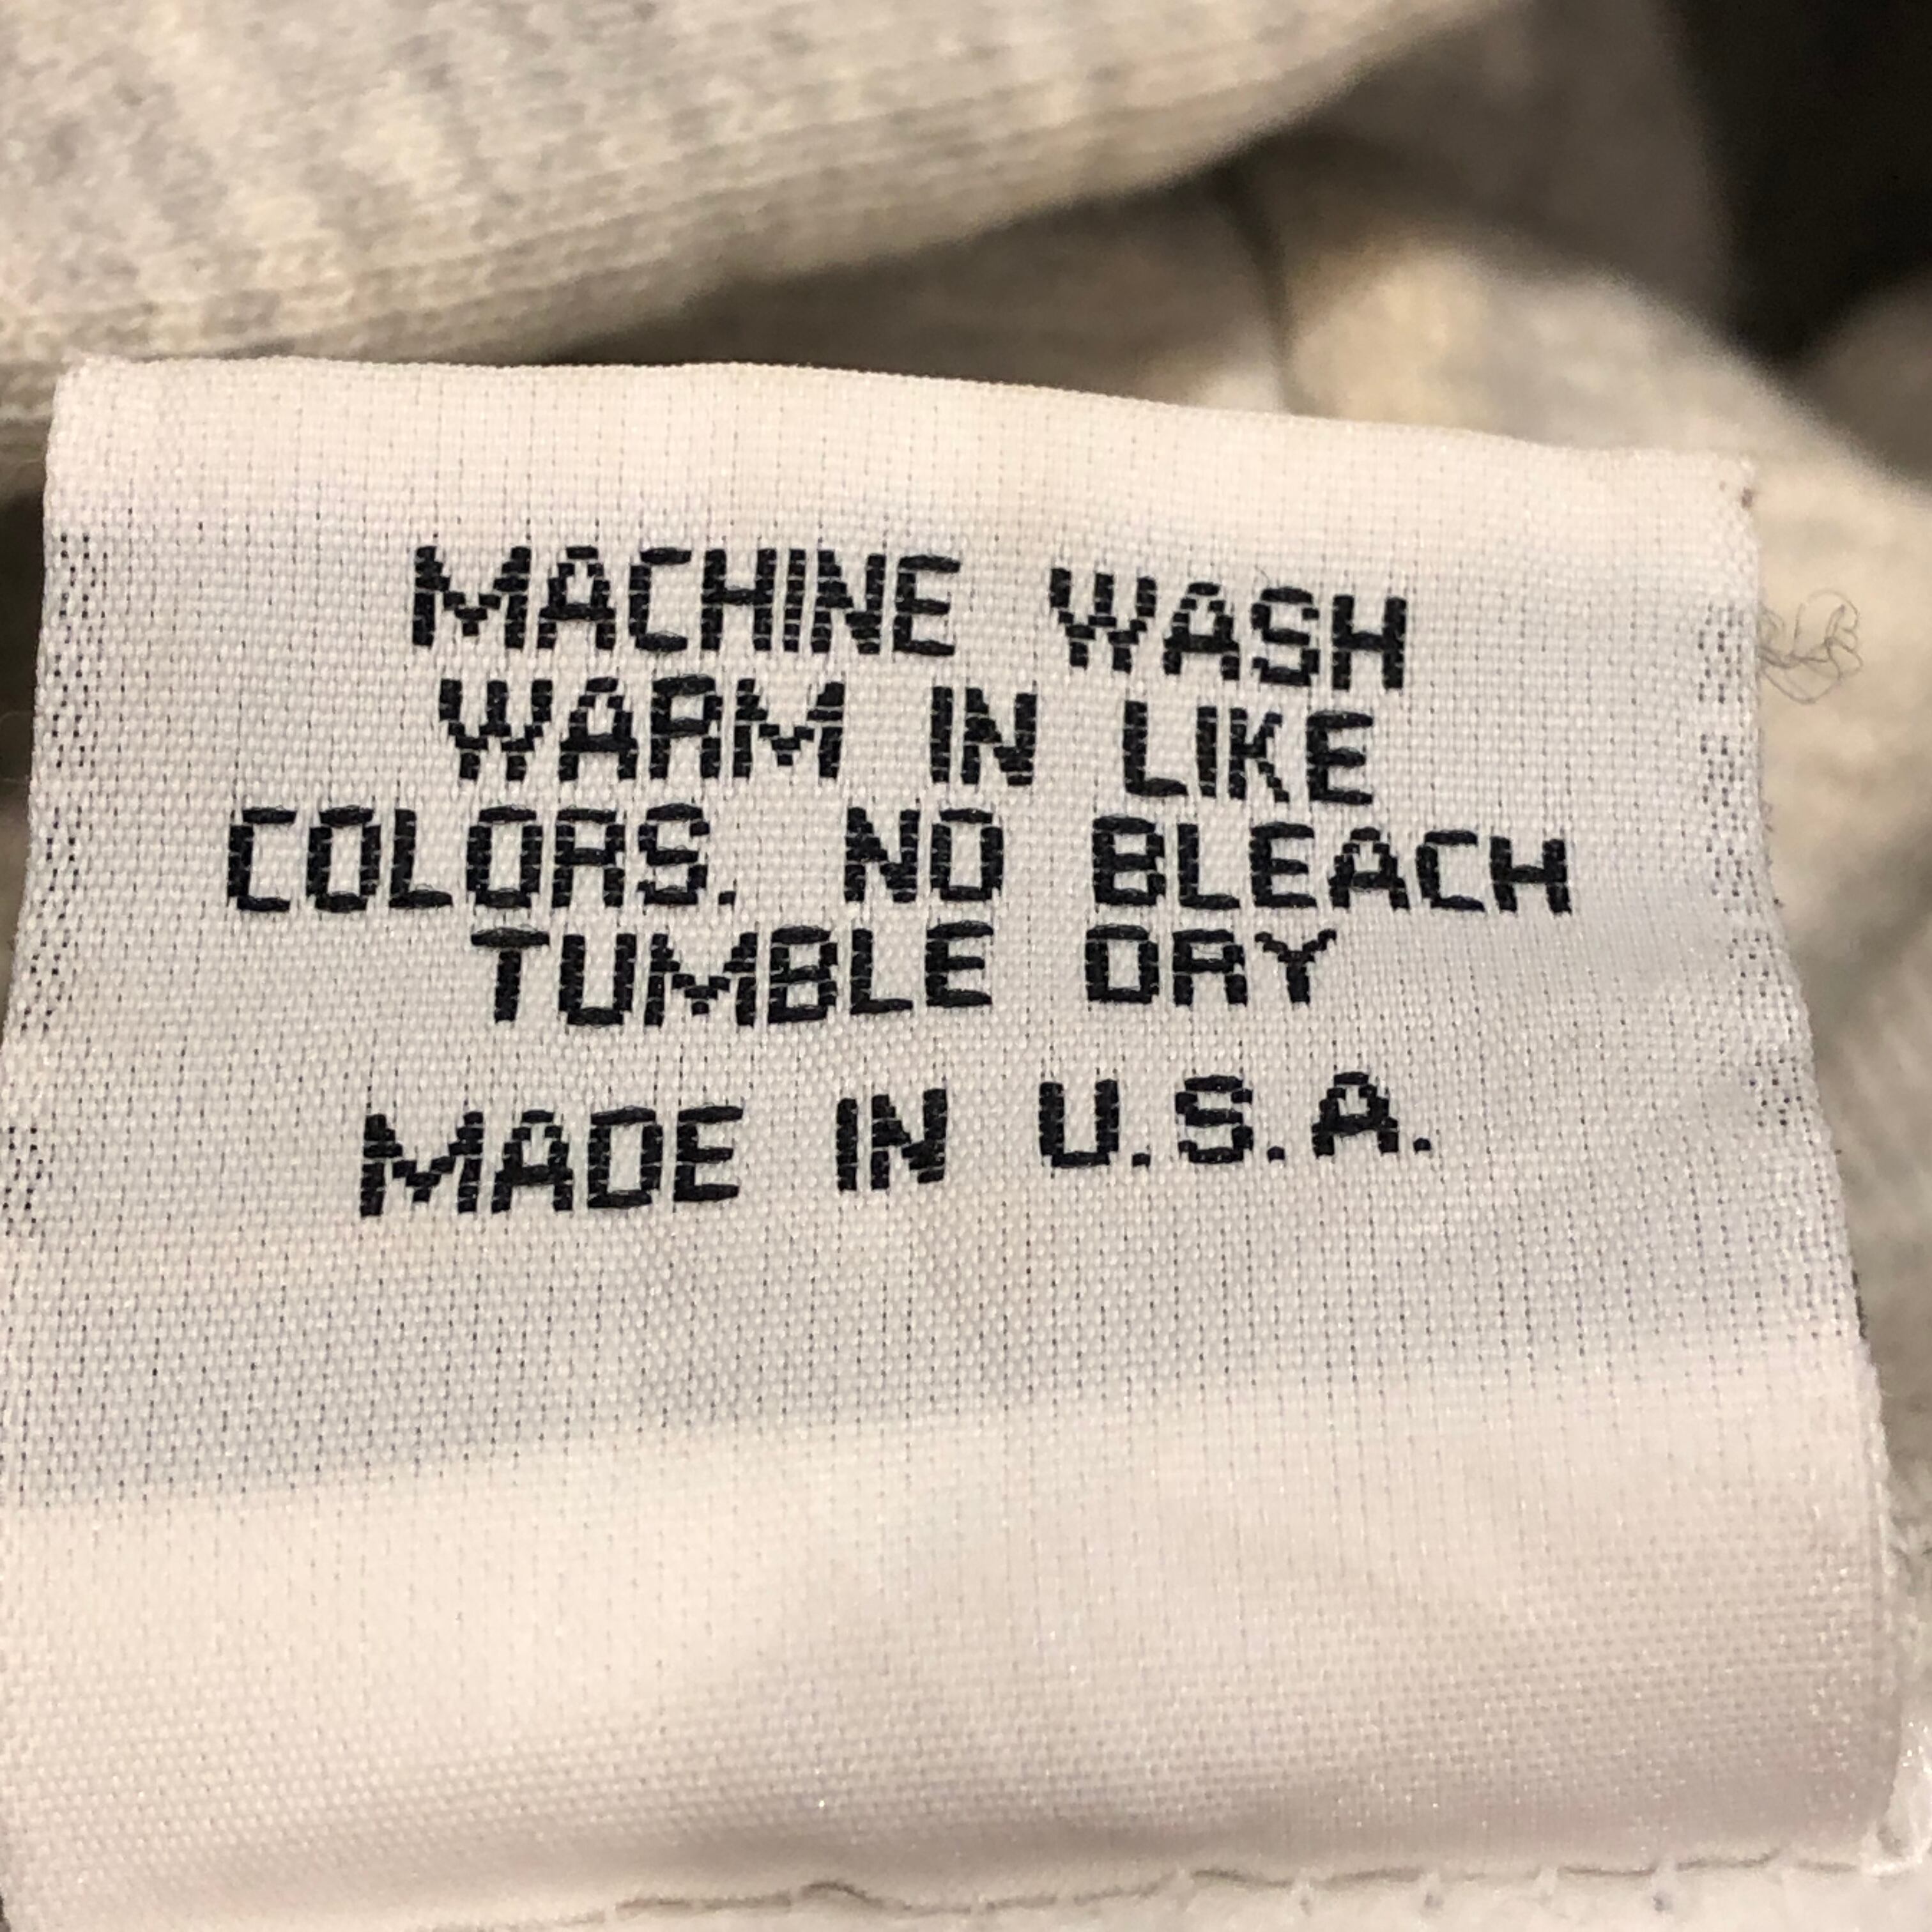 MACHINE WASH
WARM IN LIKE
COLORS. NO BLEACH
TUMBLE DRY
MADE IN U.S.A.